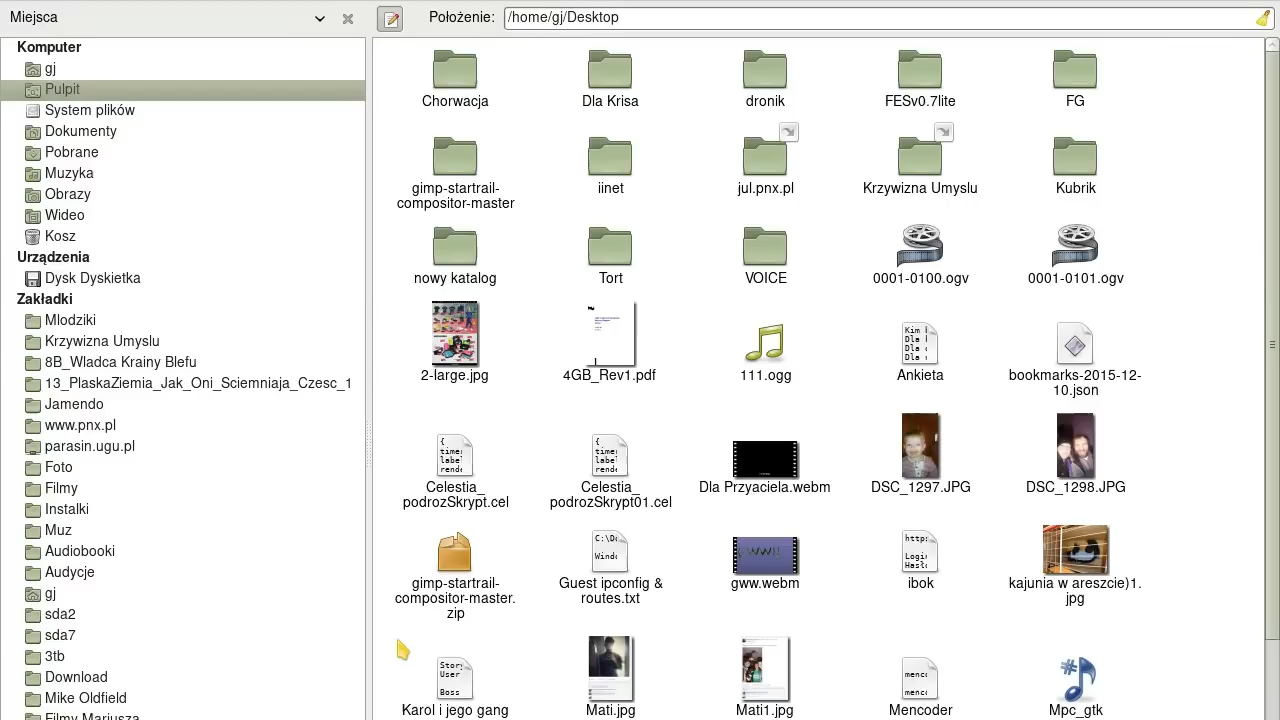 Miejsca
Położenie: /home/gj/Desktop
Komputer
gj
Pulpit
System plików
Dokumenty
Pobrane
Muzyka
Obrazy
Wideo
Kosz
Urządzenia
Dysk Dyskietka
Zakładki
Młodziki
Krzywizna Umyslu
8B_Wladca Krainy Blefu
13_PlaskaZiemia_Jak_Oni_Sciemniaja_Czesc_1
Jamendo
www.pnx.pl
parasin.ugu.pl
Foto
Filmy
Instalki
Muz
Audiobooki
Audycje
gj
sda2
sda7
3tb
Download
Mike Oldfield
Filmy Mariusza
Chorwacja
Dla Krisa
dronik
FESv0.7lite
FG
gimp-startrail-
compositor-master
iinet
jul.pnx.pl
Krzywizna Umyslu
Kubrik
nowy katalog
Tort
VOICE
0001-0100.ogv
0001-0101.ogv
2-large.jpg
4GB_Rev1.pdf
111.ogg
Ankieta
bookmarks-2015-12-
10.json
Celestia_
podrozSkrypt.cel
Celestia_
podrozSkrypt01.cel
Dla Przyaciela.webm
DSC_1297.JPG
DSC_1298.JPG
gimp-startrail-
compositor-master.
zip
Guest ipconfig &
routes.txt
gww.webm
ibok
kajunia w areszcie)1.
jpg
Karol i jego gang
Mati.jpg
Mati1.jpg
Mencoder
Mpc_gtk